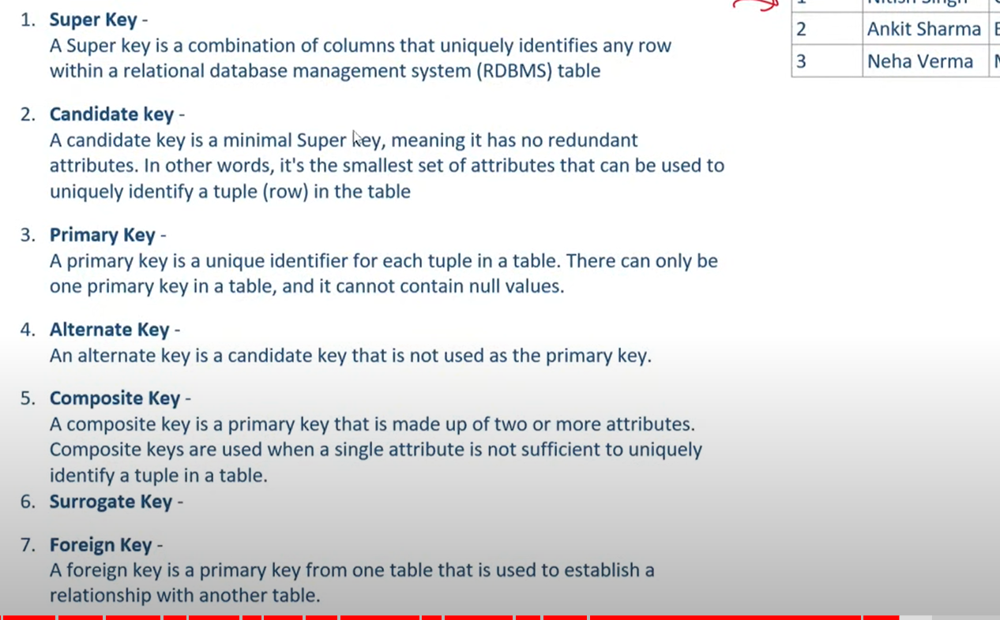 1. Super Key -
A Super key is a combination of columns that uniquely identifies any row
within a relational database management system (RDBMS) table
2. Candidate key -
A candidate key is a minimal Super key, meaning it has no redundant
attributes. In other words, it's the smallest set of attributes that can be used to
uniquely identify a tuple (row) in the table
3. Primary Key -
A primary key is a unique identifier for each tuple in a table. There can only be
one primary key in a table, and it cannot contain null values.
4. Alternate Key -
An alternate key is a candidate key that is not used as the primary key.
5. Composite Key -
A composite key is a primary key that is made up of two or more attributes.
Composite keys are used when a single attribute is not sufficient to uniquely
identify a tuple in a table.
6. Surrogate Key -
7. Foreign Key -
A foreign key is a primary key from one table that is used to establish a
relationship with another table.
1 Nitish Singh
2 Ankit Sharma
3 Neha Verma